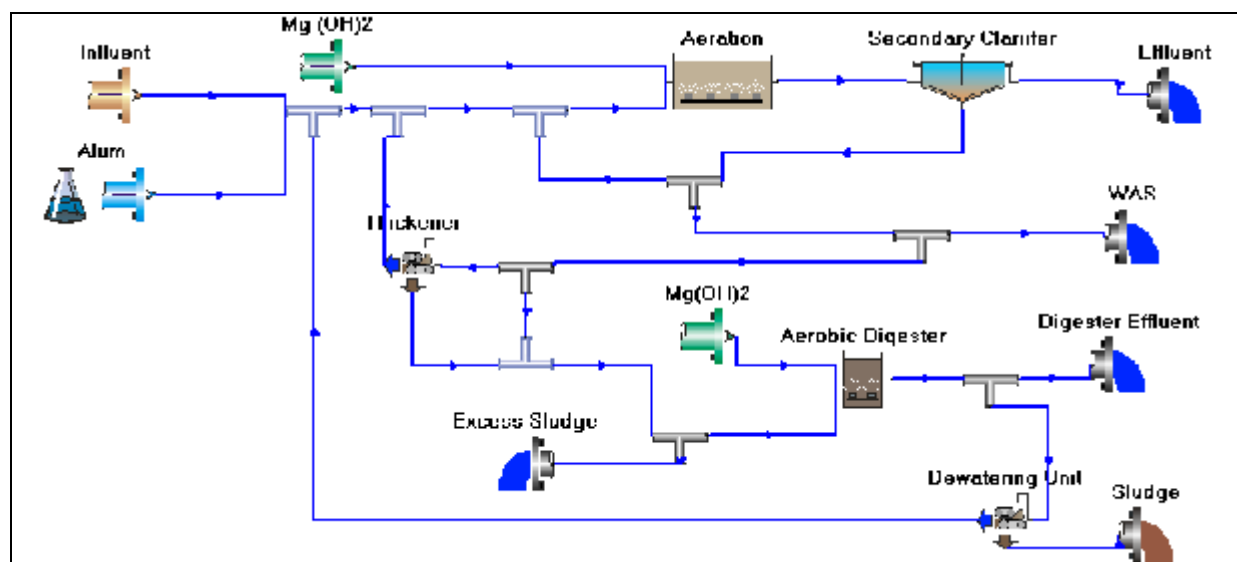 Mg (OH)2
Aeration
Secondary Clarifier
Effluent
Influent
Alum
WAS
Thickener
Mg(OH)2
Aerobic Digester
Digester Effluent
Excess Sludge
Dewatering Unit
Sludge